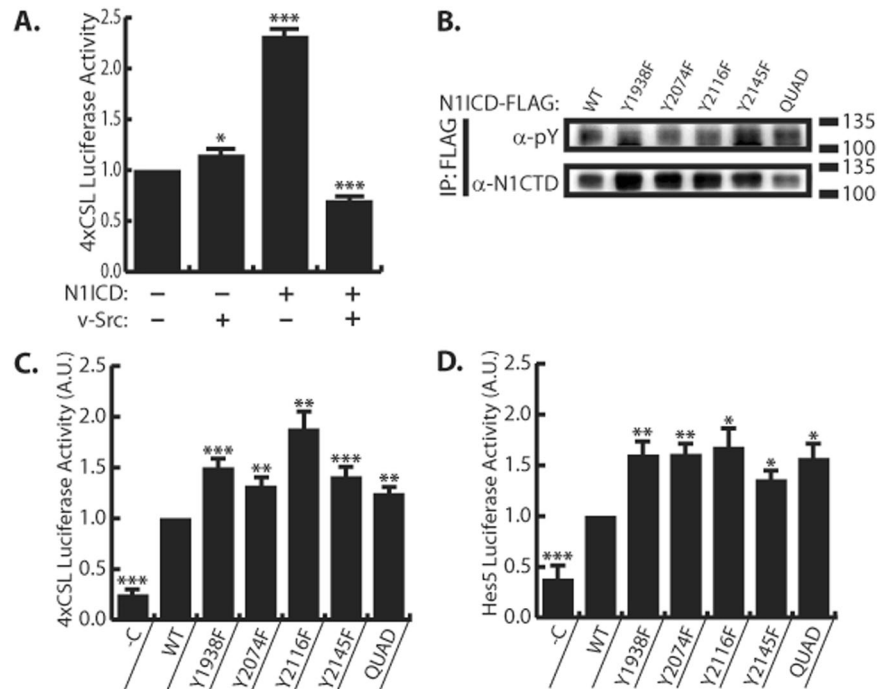 A.
4xCSL Luciferase Activity
2.5
2.0
1.5
1.0
0.5
0.0
*
***
***
N1ICD: − − + +
v-Src: − + − +
B.
N1ICD-FLAG: WT Y1938F Y2074F Y2116F Y2145F QUAD
IP: FLAG
α-pY
135
100
α-N1CTD
135
100
C.
4xCSL Luciferase Activity (A.U.)
2.5
2.0
1.5
1.0
0.5
0.0
***
***
**
**
***
**
-C WT Y1938F Y2074F Y2116F Y2145F QUAD
D.
Hes5 Luciferase Activity (A.U.)
2.5
2.0
1.5
1.0
0.5
0.0
***
**
**
*
*
*
-C WT Y1938F Y2074F Y2116F Y2145F QUAD